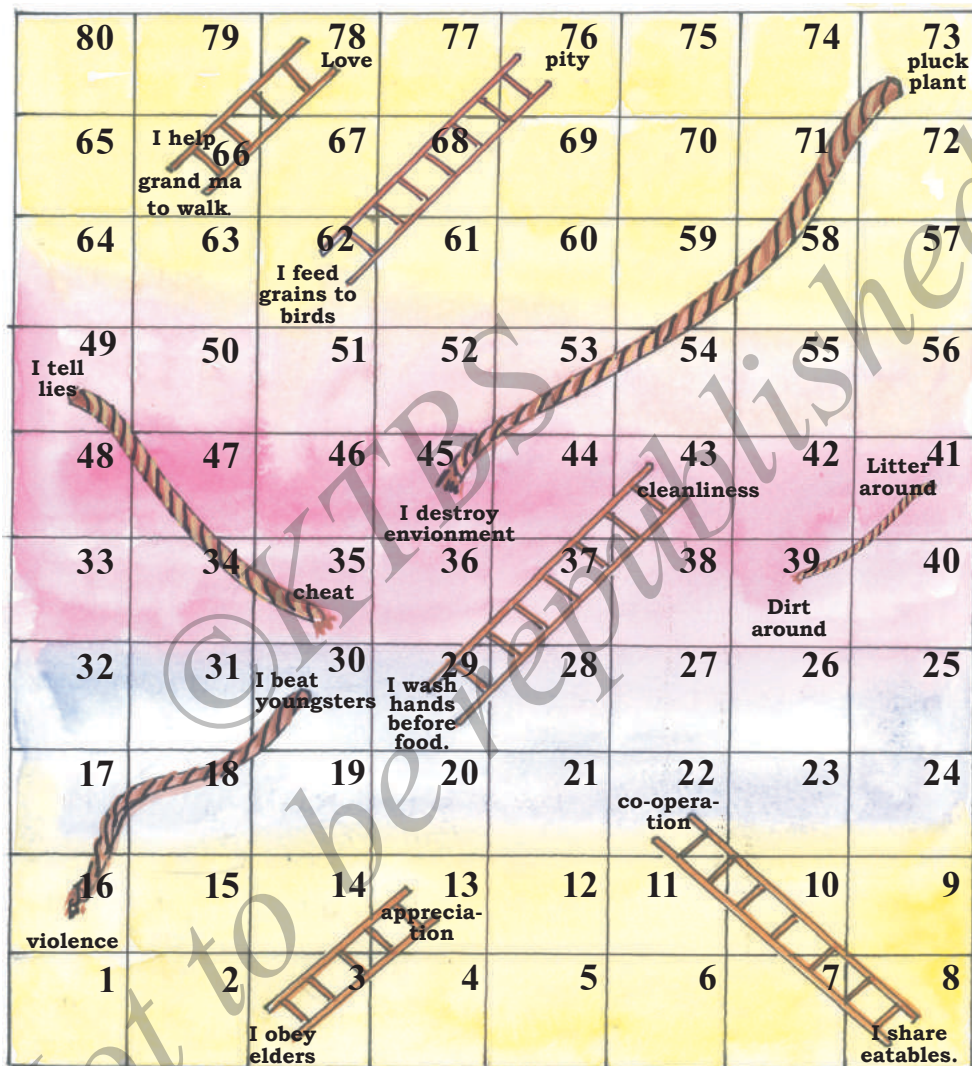 80 79 78 77 76 75 74 73
Love pity pluck
plant
65 I help 66 67 68 69 70 71 72
grand ma
to walk.
64 63 62 61 60 59 58 57
I feed
grains to
birds
49 50 51 52 53 54 55 56
I tell
lies
48 47 46 45 44 43 42 41
Litter
around
cleanliness
I destroy
envionment
33 34 35 36 37 38 39 40
cheat
Dirt
around
32 31 30 29 28 27 26 25
I beat
youngsters
I wash
hands
before
food.
17 18 19 20 21 22 23 24
co-opera-
tion
16 15 14 13 12 11 10 9
apprecia-
tion
violence
1 2 3 4 5 6 7 8
I obey
elders
I share
eatables.
©KTBS
Not to be republished